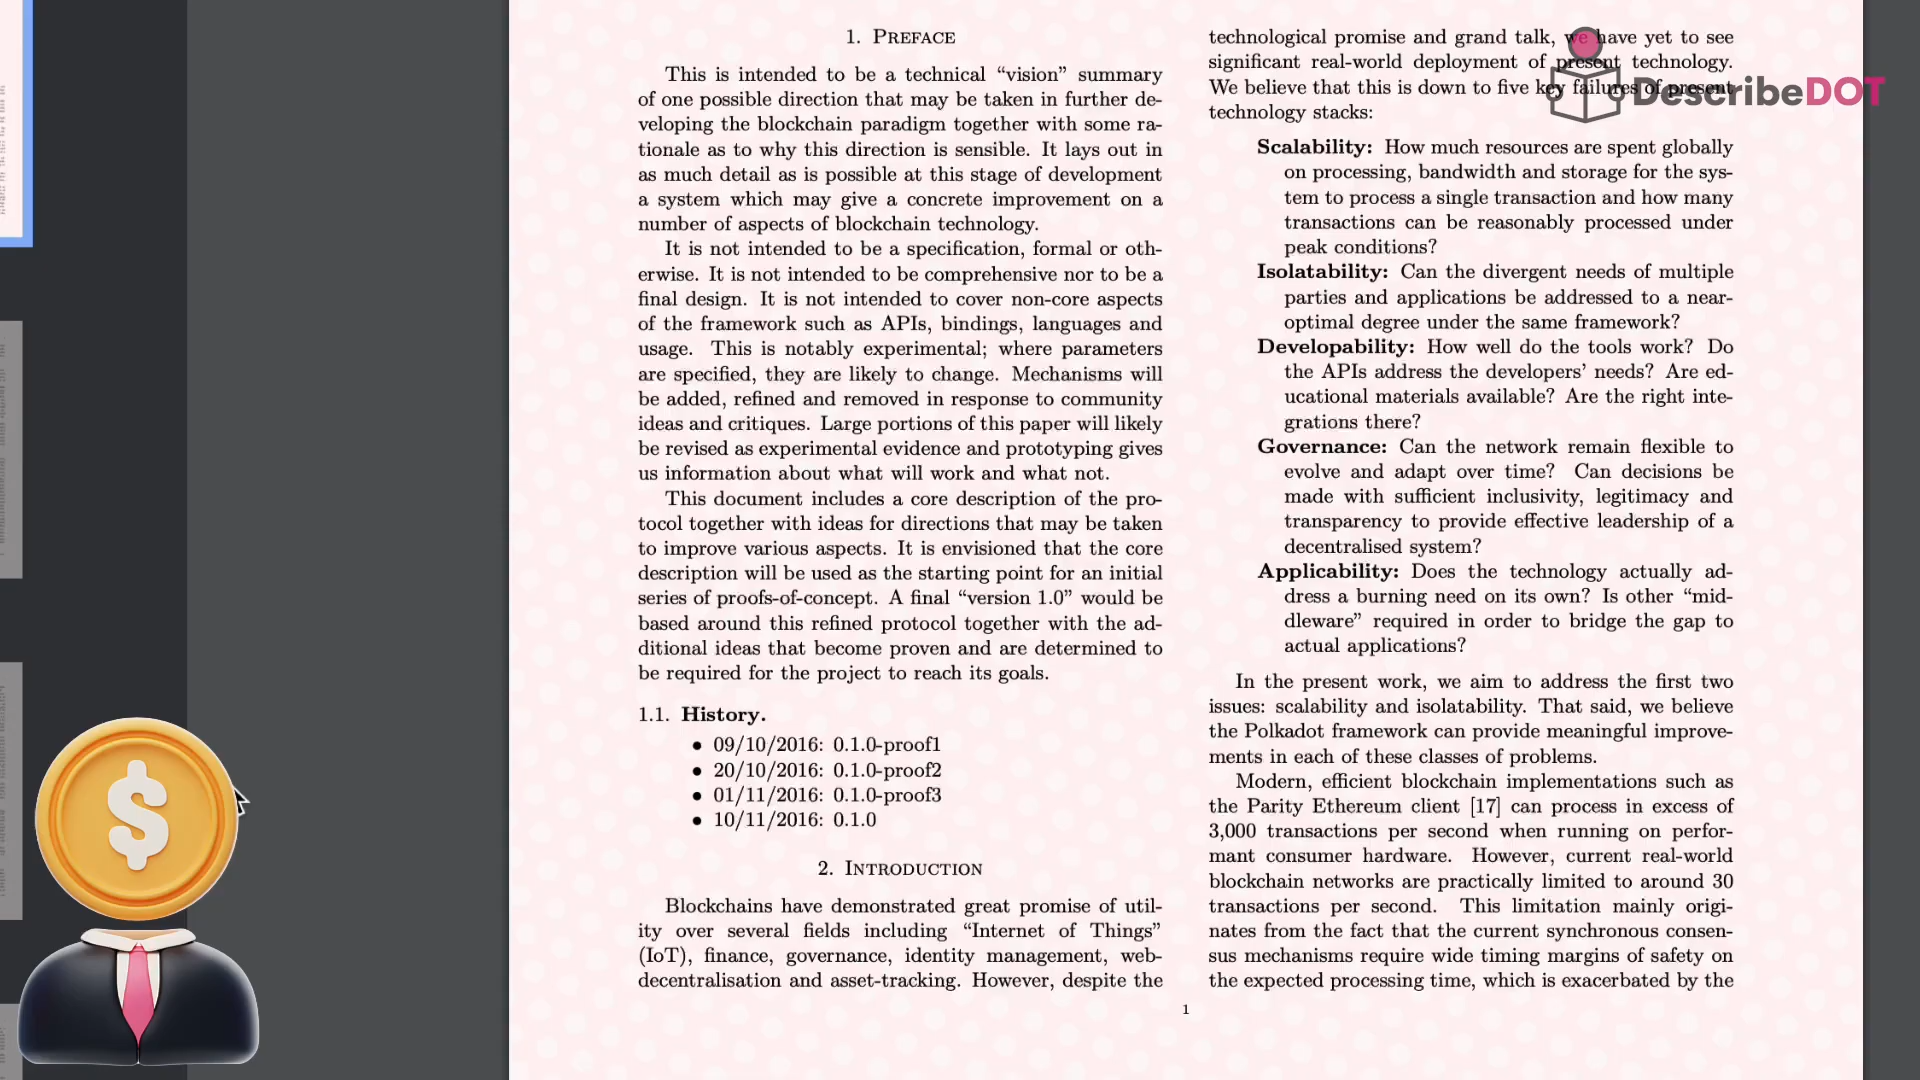 1. Preface
This is intended to be a technical “vision” summary
of one possible direction that may be taken in further de-
veloping the blockchain paradigm together with some ra-
tionale as to why this direction is sensible. It lays out in
as much detail as is possible at this stage of development
a system which may give a concrete improvement on a
number of aspects of blockchain technology.
It is not intended to be a specification, formal or oth-
erwise. It is not intended to be comprehensive nor to be a
final design. It is not intended to cover non-core aspects
of the framework such as APIs, bindings, languages and
usage. This is notably experimental; where parameters
are specified, they are likely to change. Mechanisms will
be added, refined and removed in response to community
ideas and critiques. Large portions of this paper will likely
be revised as experimental evidence and prototyping gives
us information about what will work and what not.
This document includes a core description of the pro-
tocol together with ideas for directions that may be taken
to improve various aspects. It is envisioned that the core
description will be used as the starting point for an initial
series of proofs-of-concept. A final “version 1.0” would be
based around this refined protocol together with the ad-
ditional ideas that become proven and are determined to
be required for the project to reach its goals.
1.1. History.
• 09/10/2016: 0.1.0-proof1
• 20/10/2016: 0.1.0-proof2
• 01/11/2016: 0.1.0-proof3
• 10/11/2016: 0.1.0
2. Introduction
Blockchains have demonstrated great promise of util-
ity over several fields including “Internet of Things”
(IoT), finance, governance, identity management, web-
decentralisation and asset-tracking. However, despite the
technological promise and grand talk, we have yet to see
significant real-world deployment of present technology.
We believe that this is down to five key failures of present
technology stacks:
Scalability: How much resources are spent globally
on processing, bandwidth and storage for the sys-
tem to process a single transaction and how many
transactions can be reasonably processed under
peak conditions?
Isolatability: Can the divergent needs of multiple
parties and applications be addressed to a near-
optimal degree under the same framework?
Developability: How well do the tools work? Do
the APIs address the developers’ needs? Are ed-
ucational materials available? Are the right inte-
grations there?
Governance: Can the network remain flexible to
evolve and adapt over time? Can decisions be
made with sufficient inclusivity, legitimacy and
transparency to provide effective leadership of a
decentralised system?
Applicability: Does the technology actually ad-
dress a burning need on its own? Is other “mid-
dleware” required in order to bridge the gap to
actual applications?
In the present work, we aim to address the first two
issues: scalability and isolatability. That said, we believe
the Polkadot framework can provide meaningful improve-
ments in each of these classes of problems.
Modern, efficient blockchain implementations such as
the Parity Ethereum client [17] can process in excess of
3,000 transactions per second when running on perfor-
mant consumer hardware. However, current real-world
blockchain networks are practically limited to around 30
transactions per second. This limitation mainly origi-
nates from the fact that the current synchronous consen-
sus mechanisms require wide timing margins of safety on
the expected processing time, which is exacerbated by the
1
DescribeDOT
$